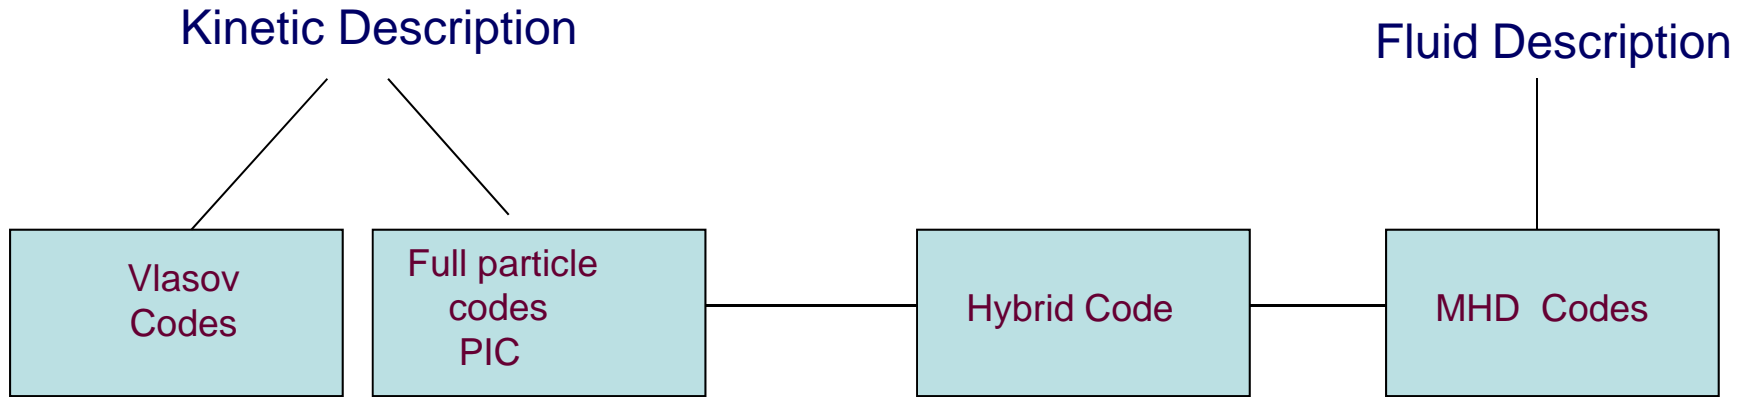 Kinetic Description
Fluid Description
Vlasov
Codes
Full particle
codes
PIC
Hybrid Code
MHD Codes